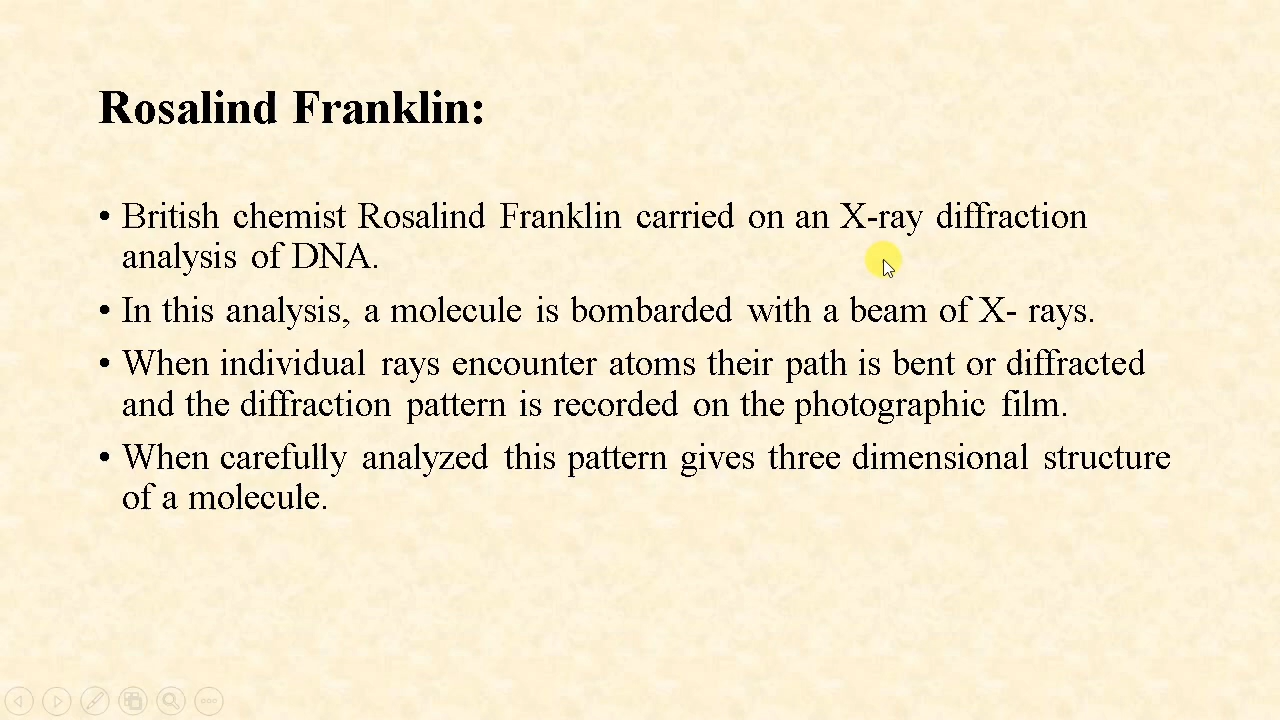 Rosalind Franklin:
• British chemist Rosalind Franklin carried on an X-ray diffraction
analysis of DNA.
• In this analysis, a molecule is bombarded with a beam of X- rays.
• When individual rays encounter atoms their path is bent or diffracted
and the diffraction pattern is recorded on the photographic film.
• When carefully analyzed this pattern gives three dimensional structure
of a molecule.